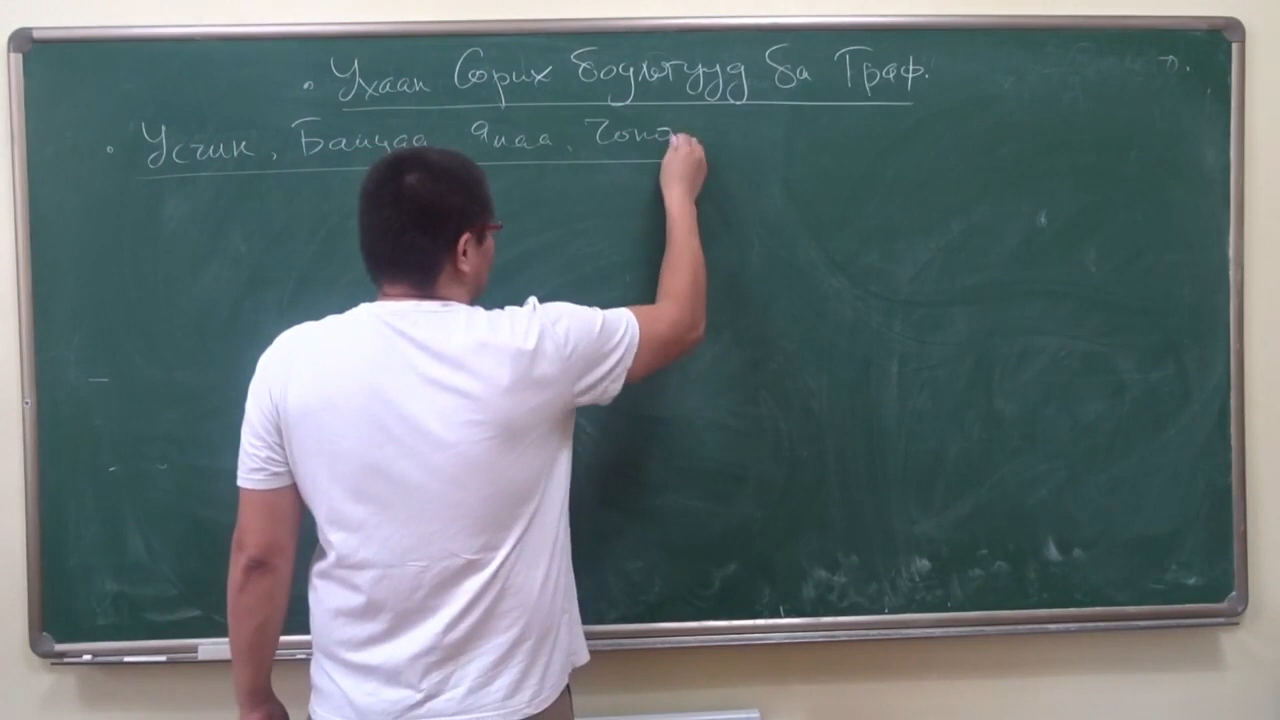 • Ухаан Сорих бодлогууд ба Граф.
• Усчин, Байцаа Ямаа, Чоно